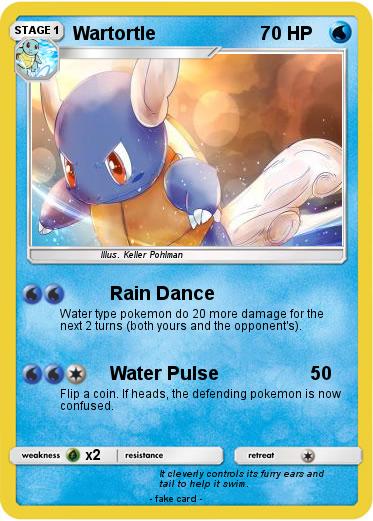 STAGE 1
Wartortle
70 HP
Illus. Keller Pohlman
Rain Dance
Water type pokemon do 20 more damage for the
next 2 turns (both yours and the opponent's).
Water Pulse
50
Flip a coin. If heads, the defending pokemon is now
confused.
weakness x2
resistance
retreat
It cleverly controls its furry ears and
tail to help it swim.
- fake card -